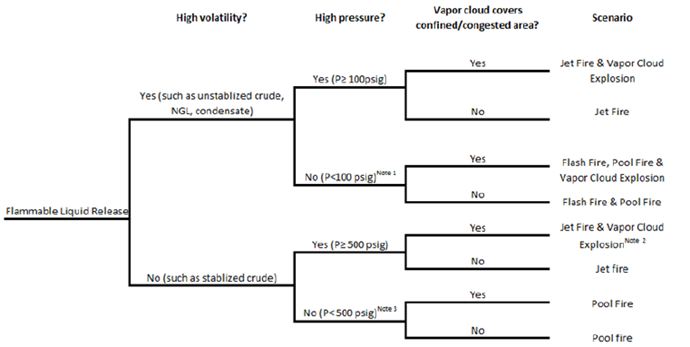 High volatility?
High pressure?
Vapor cloud covers
confined/congested area?
Scenario
Yes
Jet Fire & Vapor Cloud
Explosion
Yes (P≥ 100psig)
Yes (such as unstablized crude,
NGL, condensate)
No
Jet Fire
Yes
Flash Fire, Pool Fire &
Vapor Cloud Explosion
No (P<100 psig)Note 1
No
Flash Fire & Pool Fire
Flammable Liquid Release
Yes
Jet Fire & Vapor Cloud
ExplosionNote 2
Yes (P≥ 500 psig)
No
Jet fire
No (such as stablized crude)
Yes
Pool Fire
No (P< 500 psig)Note 3
No
Pool fire